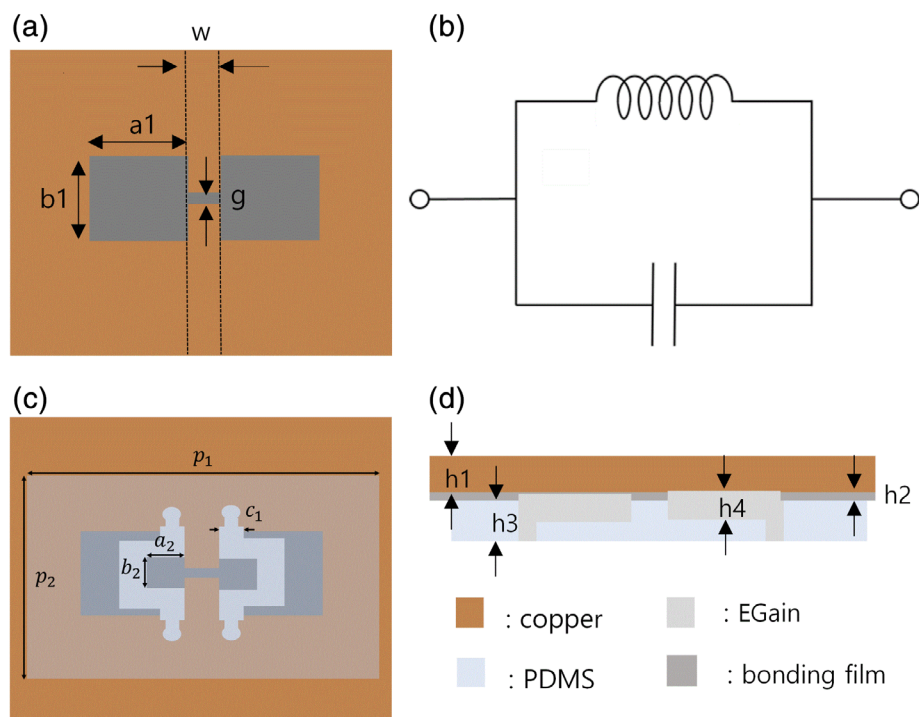 (a)
w
a1
b1
g
(b)
(c)
p₁
c₁
a₂
b₂
p₂
(d)
h1
h2
h3
h4
: copper
: EGain
: PDMS
: bonding film